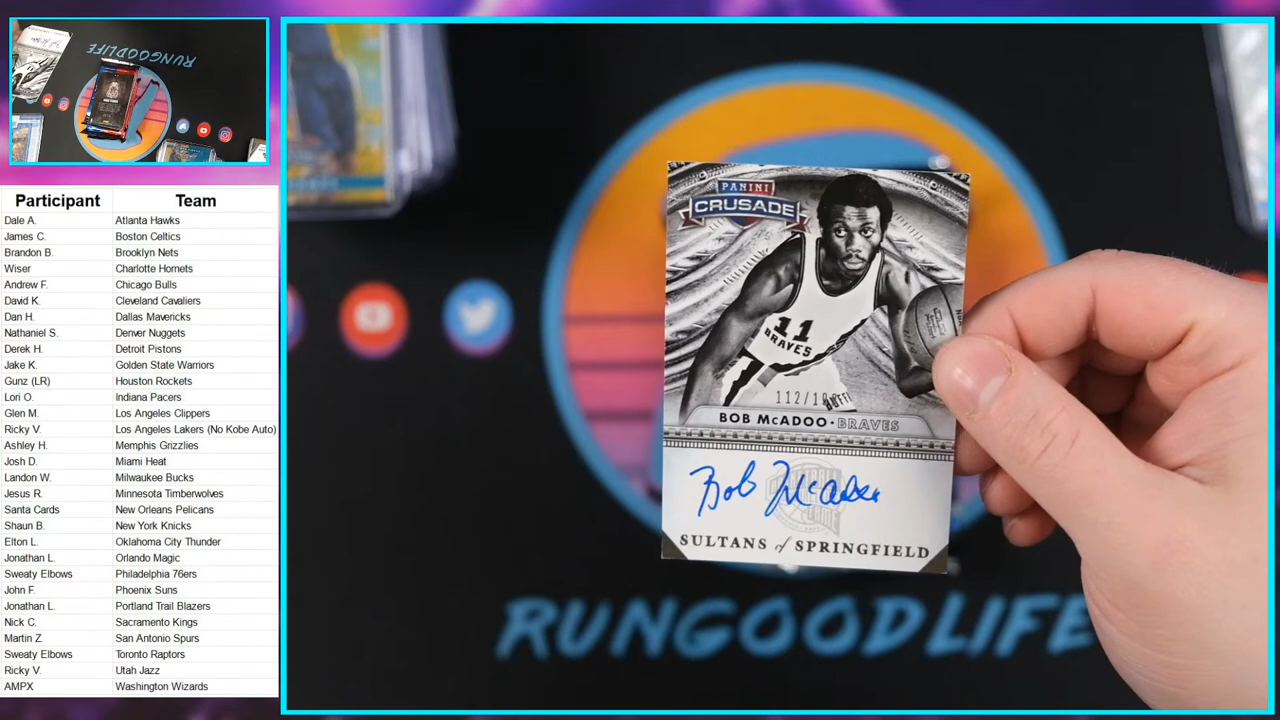 RUNGOODLIFE
Participant Team
Dale A. Atlanta Hawks
James C. Boston Celtics
Brandon B. Brooklyn Nets
Wiser Charlotte Hornets
Andrew F. Chicago Bulls
David K. Cleveland Cavaliers
Dan H. Dallas Mavericks
Nathaniel S. Denver Nuggets
Derek H. Detroit Pistons
Jake K. Golden State Warriors
Gunz (LR) Houston Rockets
Lori O. Indiana Pacers
Glen M. Los Angeles Clippers
Ricky V. Los Angeles Lakers (No Kobe Auto)
Ashley H. Memphis Grizzlies
Josh D. Miami Heat
Landon W. Milwaukee Bucks
Jesus R. Minnesota Timberwolves
Santa Cards New Orleans Pelicans
Shaun B. New York Knicks
Elton L. Oklahoma City Thunder
Jonathan L. Orlando Magic
Sweaty Elbows Philadelphia 76ers
John F. Phoenix Suns
Jonathan L. Portland Trail Blazers
Nick C. Sacramento Kings
Martin Z. San Antonio Spurs
Sweaty Elbows Toronto Raptors
Ricky V. Utah Jazz
AMPX Washington Wizards
PANINI
CRUSADE
11
BRAVES
BOB McADOO · BRAVES
Bob McAdoo
SULTANS of SPRINGFIELD
RUNGOODLIFE